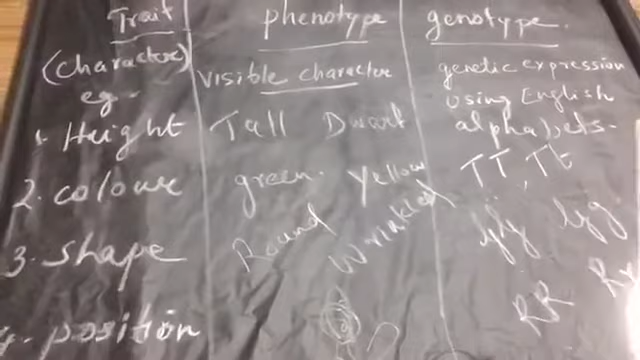 Trait phenotype genotype.
(character) visible character genetic expression
eg- using English
1. Height Tall Dwarf alphabets-
2. colour green. Yellow TT, Tt
3. shape Round Wrinkled
RR
4. position